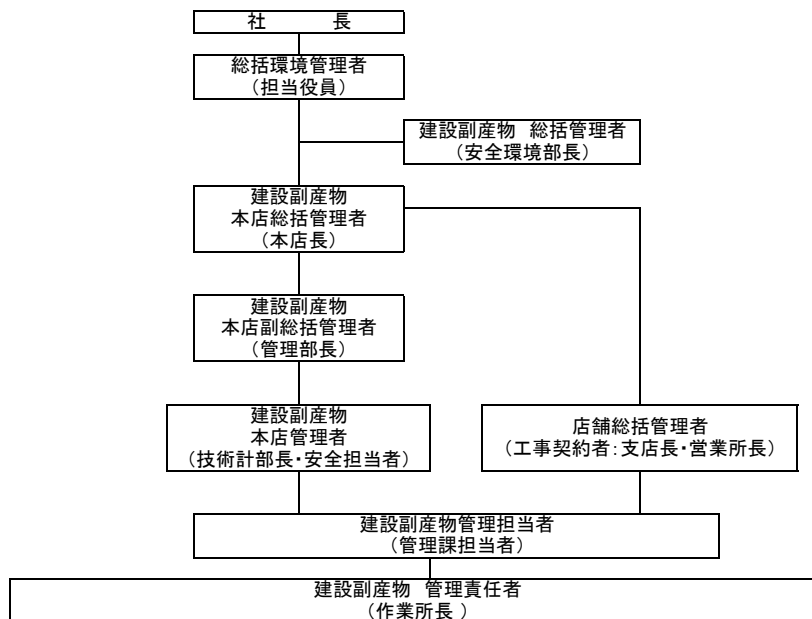 社　　長
総括環境管理者
（担当役員）
建設副産物　総括管理者
（安全環境部長）
建設副産物
本店総括管理者
（本店長）
建設副産物
本店副総括管理者
（管理部長）
建設副産物
本店管理者
（技術計部長・安全担当者）
店舗総括管理者
（工事契約者：支店長・営業所長）
建設副産物管理担当者
（管理課担当者）
建設副産物　管理責任者
（作業所長 ）